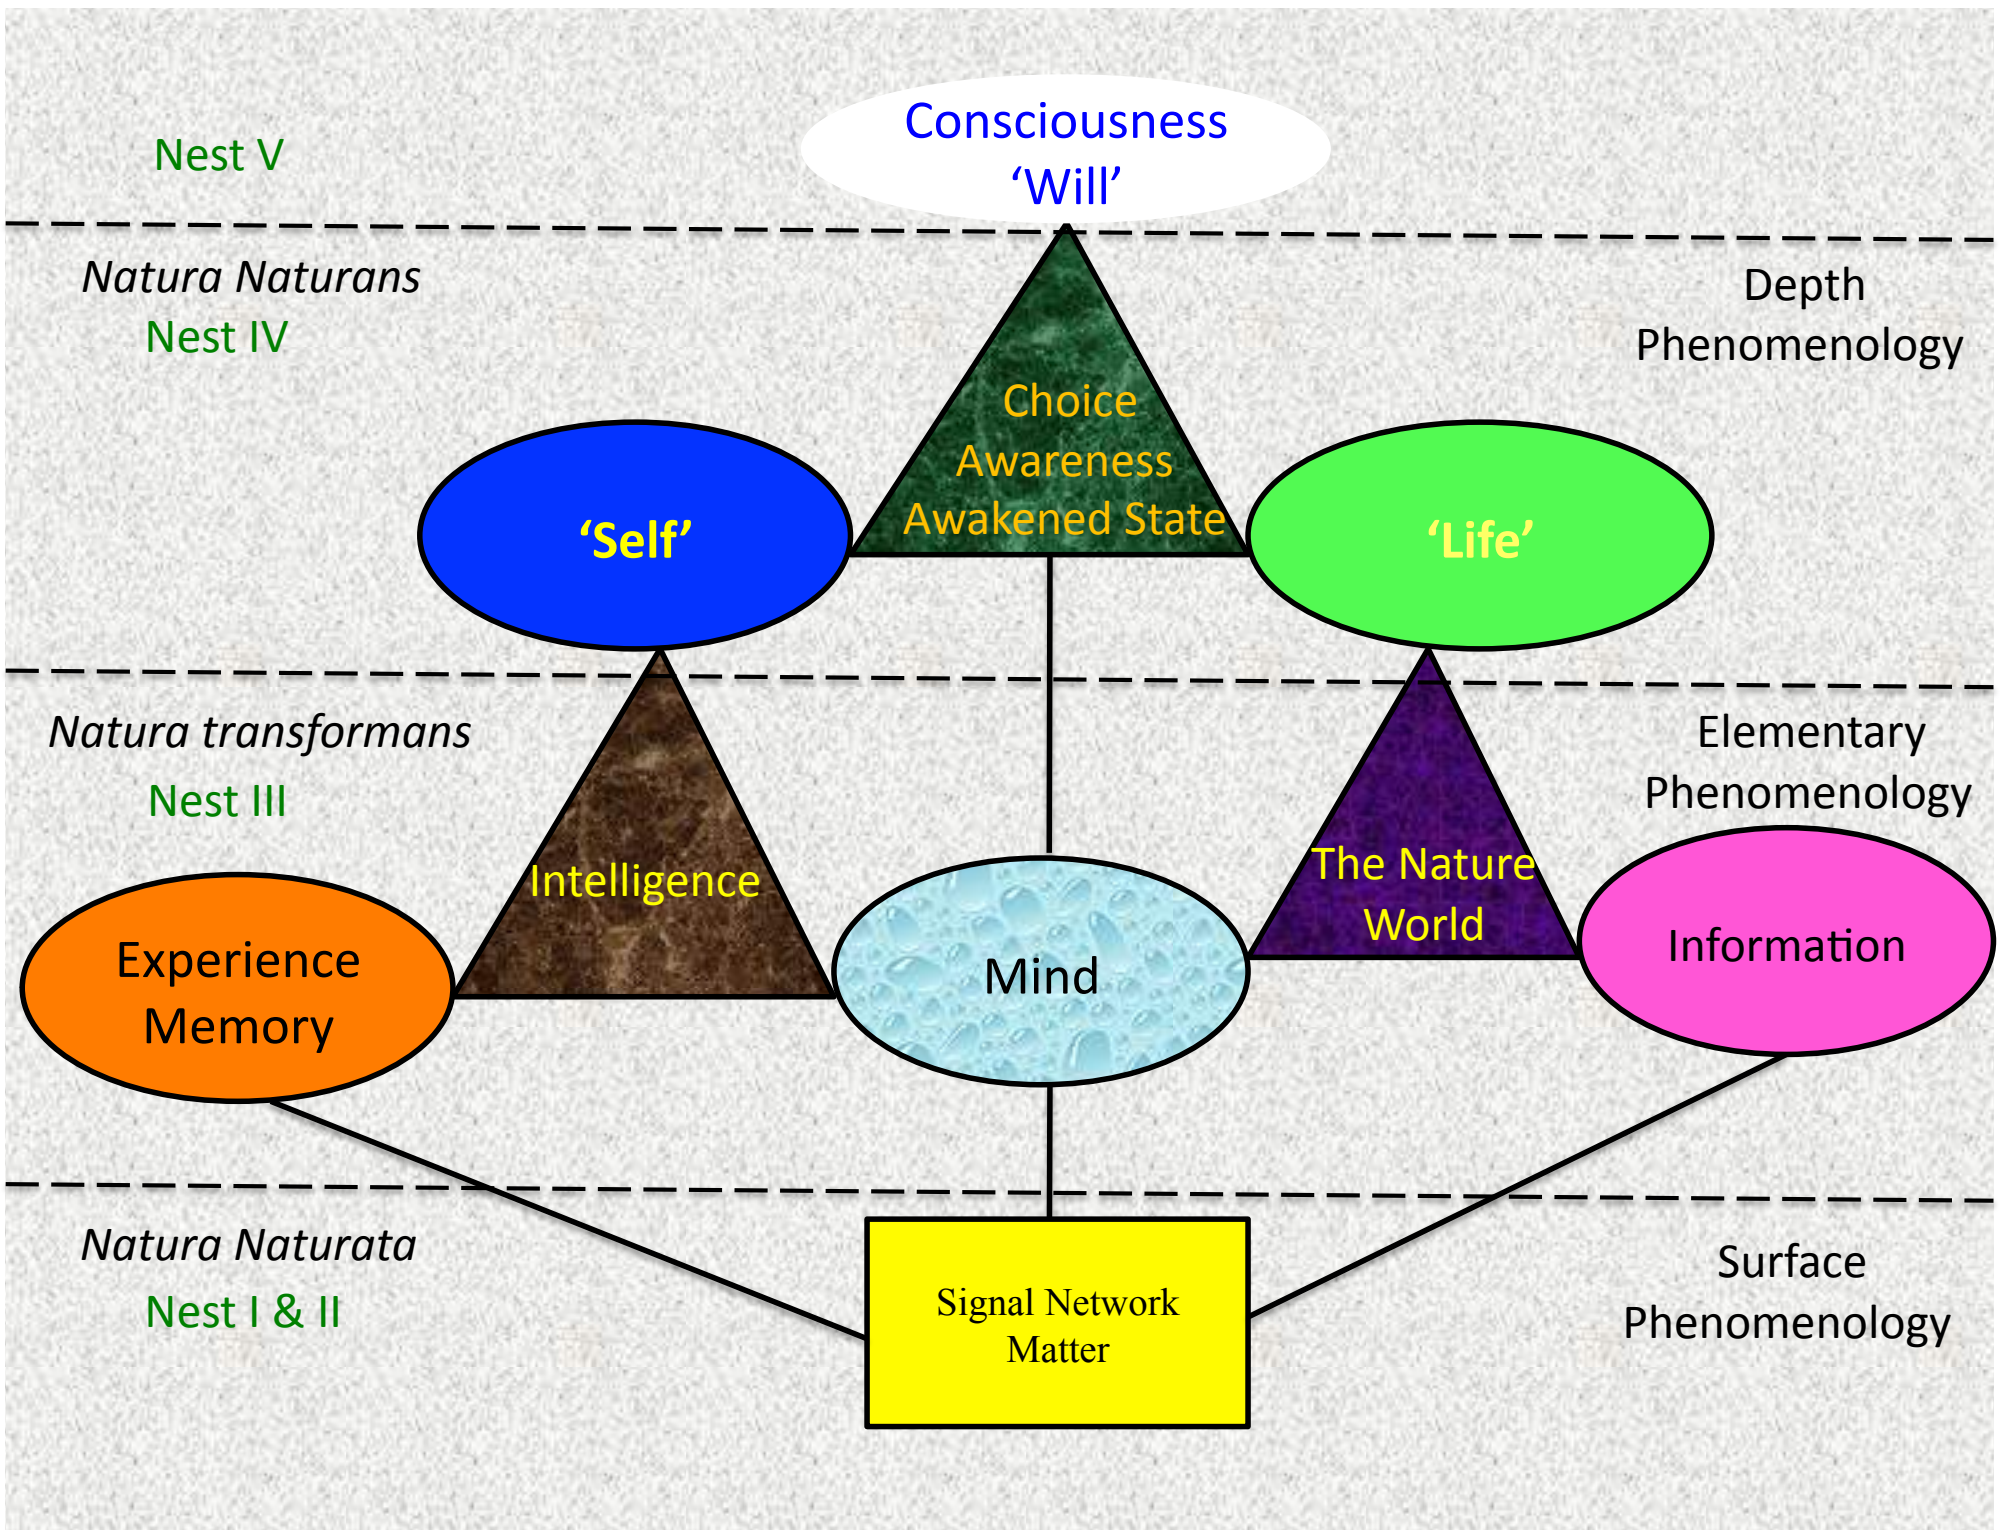 Consciousness
‘Will’
Nest V
Natura Naturans
Nest IV
Depth
Phenomenology
Choice
Awareness
Awakened State
‘Self’
‘Life’
Natura transformans
Nest III
Elementary
Phenomenology
Intelligence
The Nature
World
Experience
Memory
Mind
Information
Natura Naturata
Nest I & II
Signal Network
Matter
Surface
Phenomenology